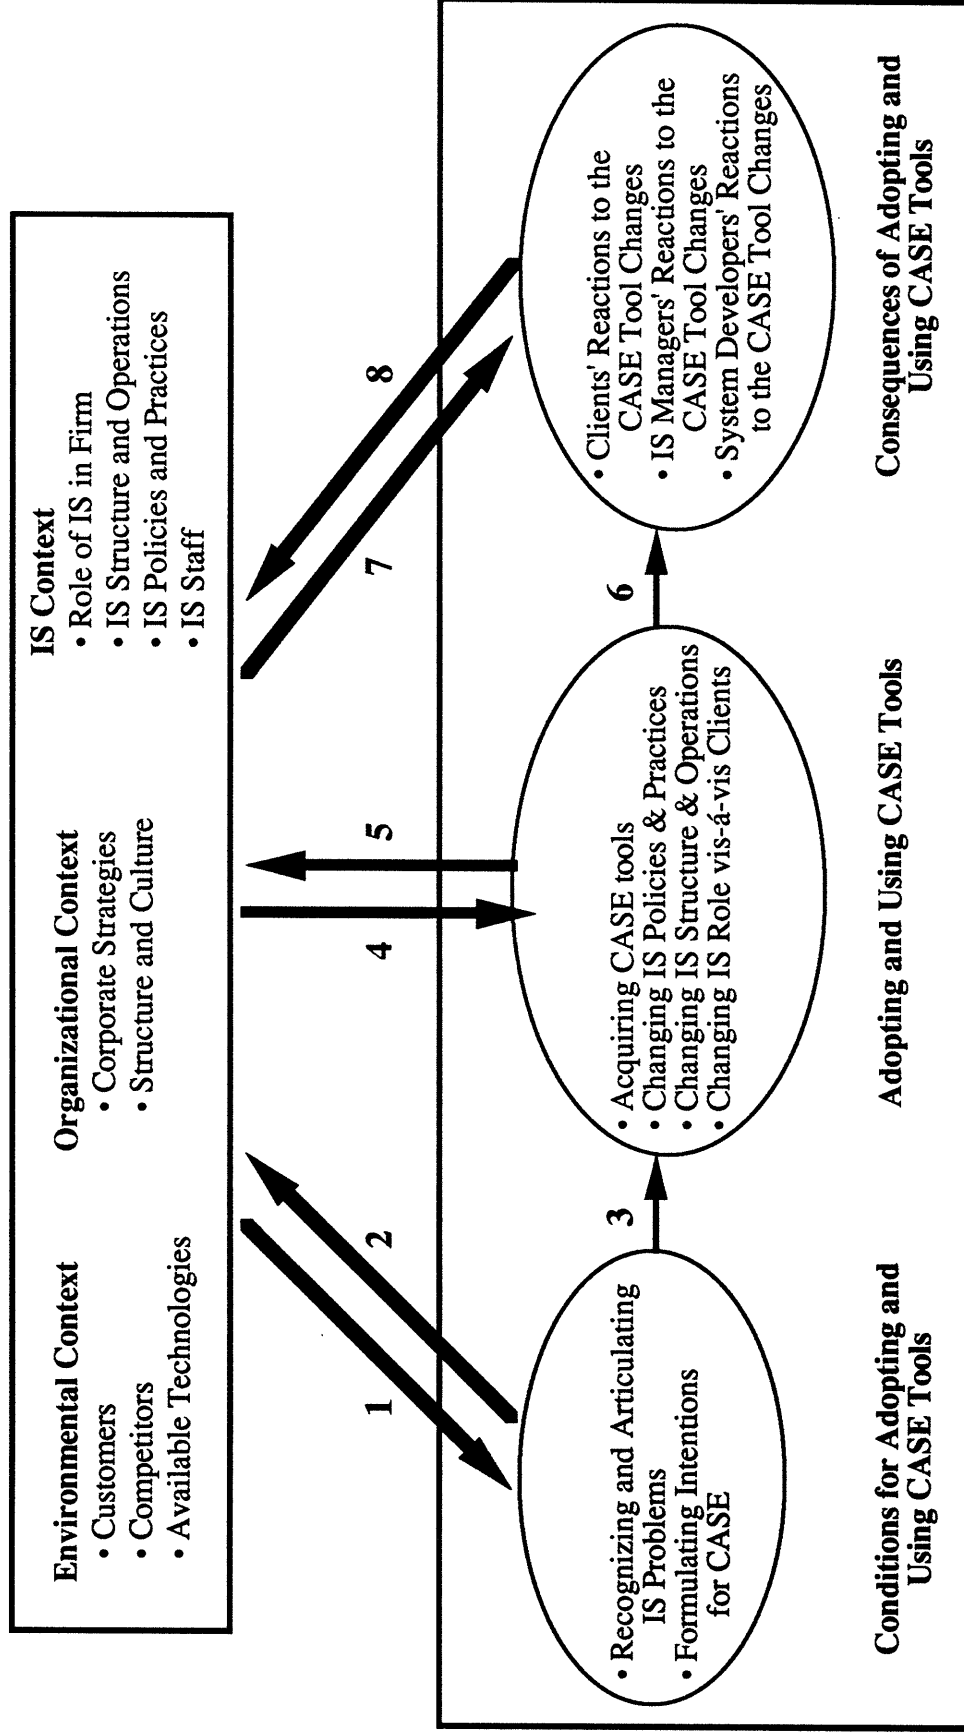 Environmental Context
• Customers
• Competitors
• Available Technologies
Organizational Context
• Corporate Strategies
• Structure and Culture
IS Context
• Role of IS in Firm
• IS Structure and Operations
• IS Policies and Practices
• IS Staff
1
2
4
5
7
8
• Recognizing and Articulating
IS Problems
• Formulating Intentions
for CASE
3
• Acquiring CASE tools
• Changing IS Policies & Practices
• Changing IS Structure & Operations
• Changing IS Role vis-á-vis Clients
6
• Clients' Reactions to the
CASE Tool Changes
• IS Managers' Reactions to the
CASE Tool Changes
• System Developers' Reactions
to the CASE Tool Changes
Conditions for Adopting and
Using CASE Tools
Adopting and Using CASE Tools
Consequences of Adopting and
Using CASE Tools